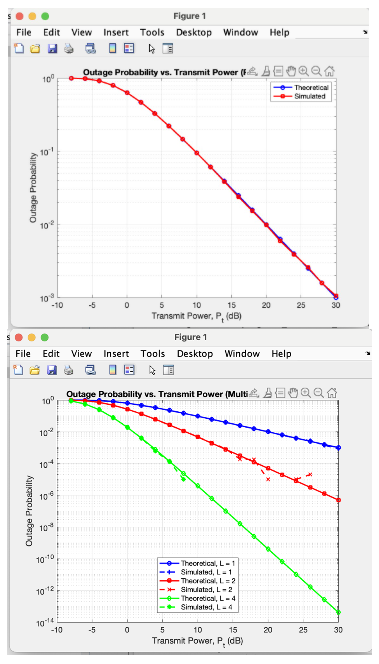 Figure 1
File Edit View Insert Tools Desktop Window Help
Outage Probability vs. Transmit Power (
10^0
10^-1
10^-2
10^-3
Outage Probability
Theoretical
Simulated
-10 -5 0 5 10 15 20 25 30
Transmit Power, P_t (dB)
Figure 1
File Edit View Insert Tools Desktop Window Help
Outage Probability vs. Transmit Power (Multi
10^0
10^-2
10^-4
10^-6
10^-8
10^-10
10^-12
10^-14
Outage Probability
Theoretical, L = 1
Simulated, L = 1
Theoretical, L = 2
Simulated, L = 2
Theoretical, L = 4
Simulated, L = 4
-10 -5 0 5 10 15 20 25 30
Transmit Power, P_t (dB)